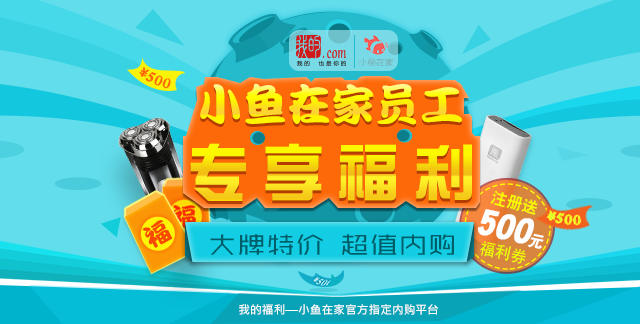 我的.com
我的 也是你的
小鱼在家
¥500
小鱼在家员工
专享福利
福
福
注册送
500元
福利券
¥500
大牌特价 超值内购
我的福利—小鱼在家官方指定内购平台